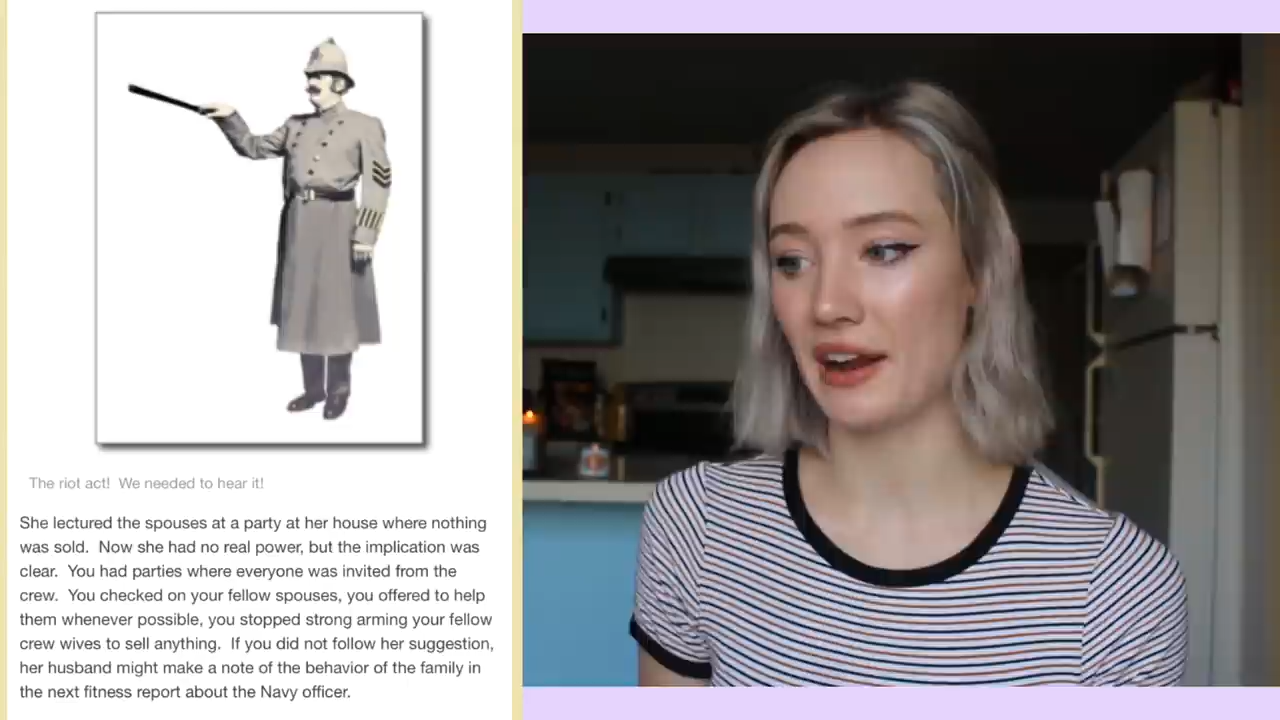 The riot act!  We needed to hear it!
She lectured the spouses at a party at her house where nothing
was sold.  Now she had no real power, but the implication was
clear.  You had parties where everyone was invited from the
crew.  You checked on your fellow spouses, you offered to help
them whenever possible, you stopped strong arming your fellow
crew wives to sell anything.  If you did not follow her suggestion,
her husband might make a note of the behavior of the family in
the next fitness report about the Navy officer.